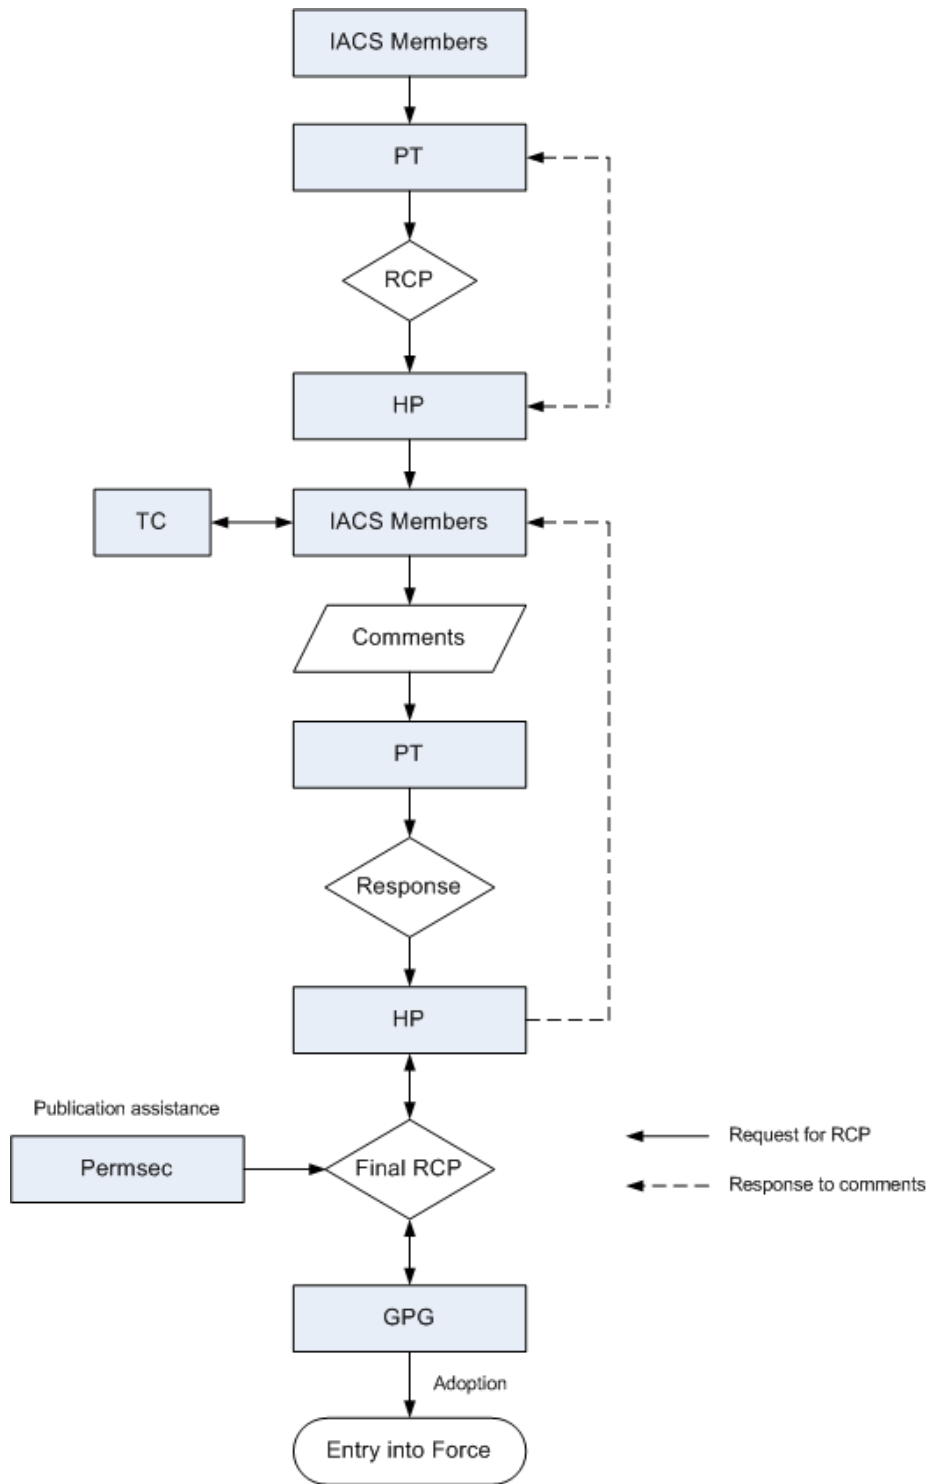 IACS Members
PT
RCP
HP
TC
IACS Members
Comments
PT
Response
HP
Publication assistance
Permsec
Final RCP
Request for RCP
Response to comments
GPG
Adoption
Entry into Force